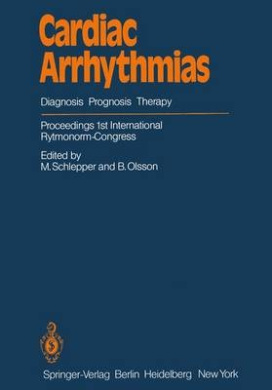 Cardiac
Arrhythmias
Diagnosis Prognosis Therapy
Proceedings 1st International
Rytmonorm-Congress
Edited by
M. Schlepper and B. Olsson
Springer-Verlag Berlin Heidelberg New York